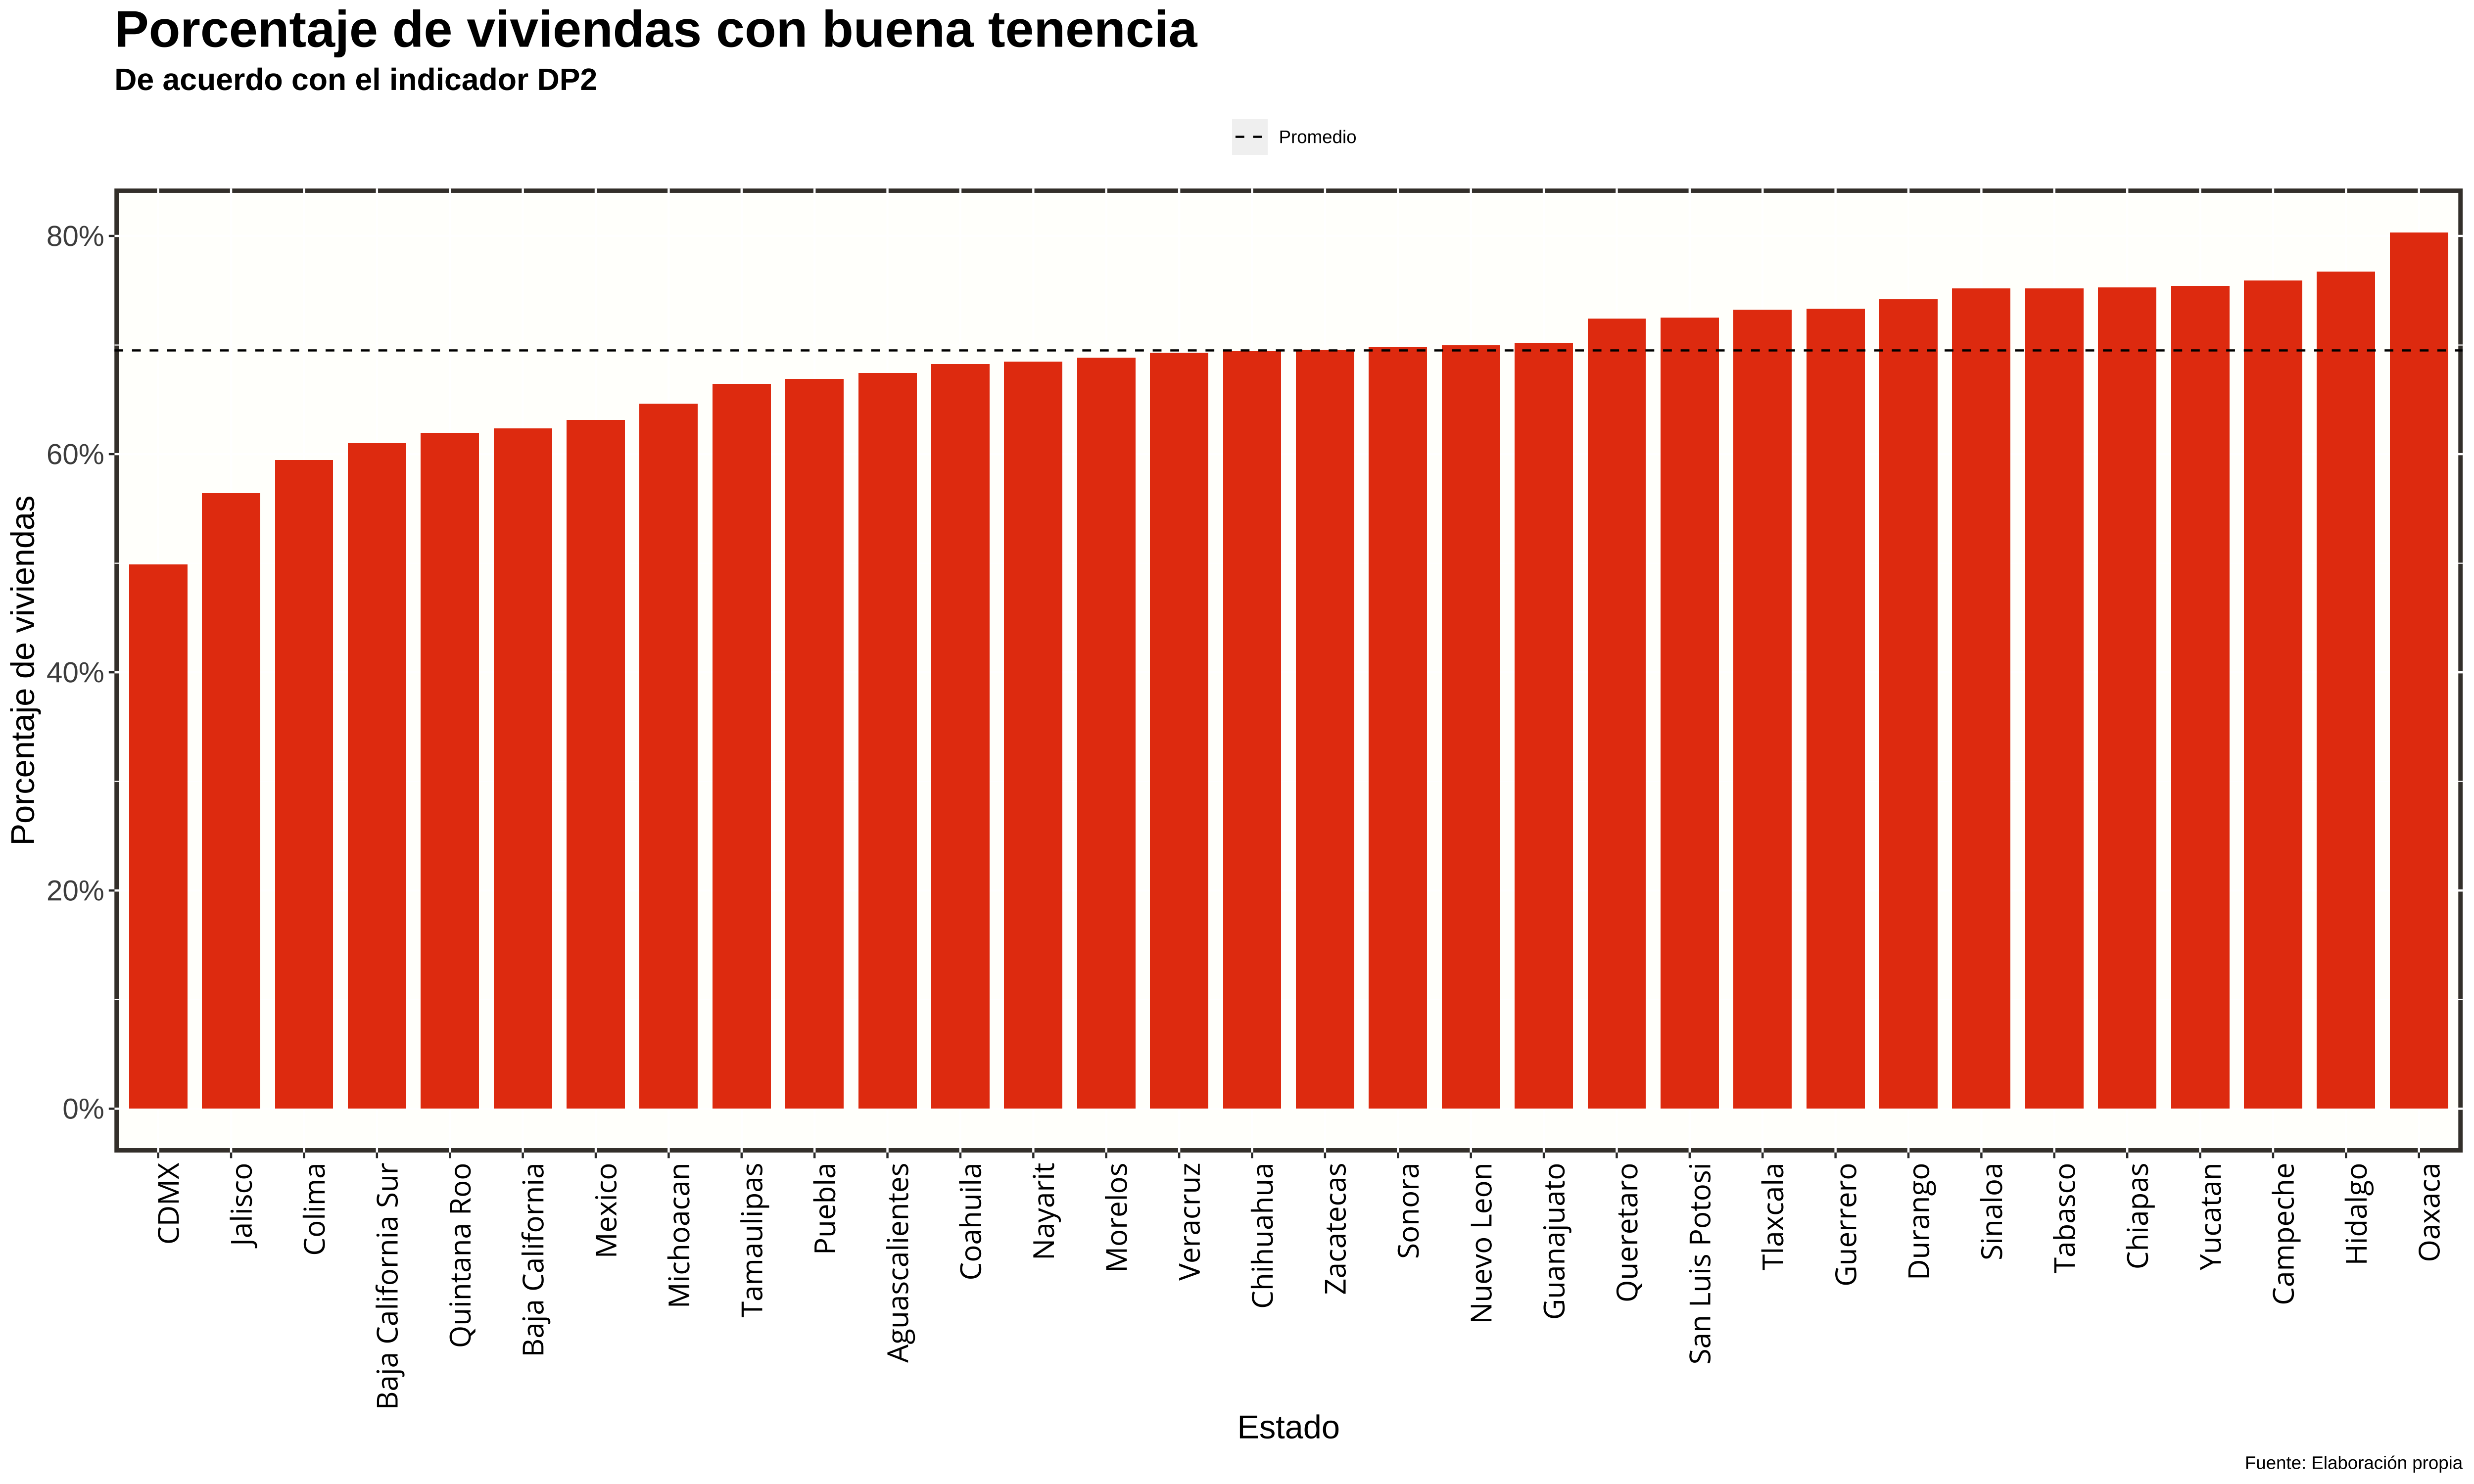 Porcentaje de viviendas con buena tenencia
De acuerdo con el indicador DP2
Promedio
Porcentaje de viviendas
80%
60%
40%
20%
0%
CDMX
Jalisco
Colima
Baja California Sur
Quintana Roo
Baja California
Mexico
Michoacan
Tamaulipas
Puebla
Aguascalientes
Coahuila
Nayarit
Morelos
Veracruz
Chihuahua
Zacatecas
Sonora
Nuevo Leon
Guanajuato
Queretaro
San Luis Potosi
Tlaxcala
Guerrero
Durango
Sinaloa
Tabasco
Chiapas
Yucatan
Campeche
Hidalgo
Oaxaca
Estado
Fuente: Elaboración propia